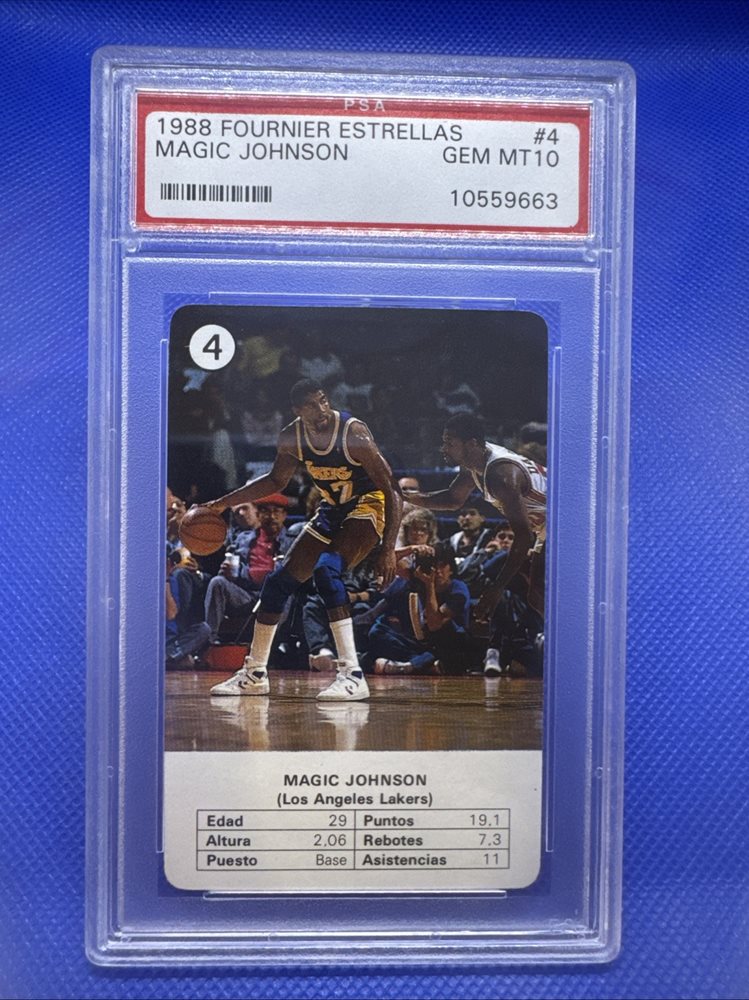 PSA
1988 FOURNIER ESTRELLAS #4
MAGIC JOHNSON GEM MT10
10559663
4
LAKERS
MAGIC JOHNSON
(Los Angeles Lakers)
Edad 29 Puntos 19.1
Altura 2,06 Rebotes 7.3
Puesto Base Asistencias 11